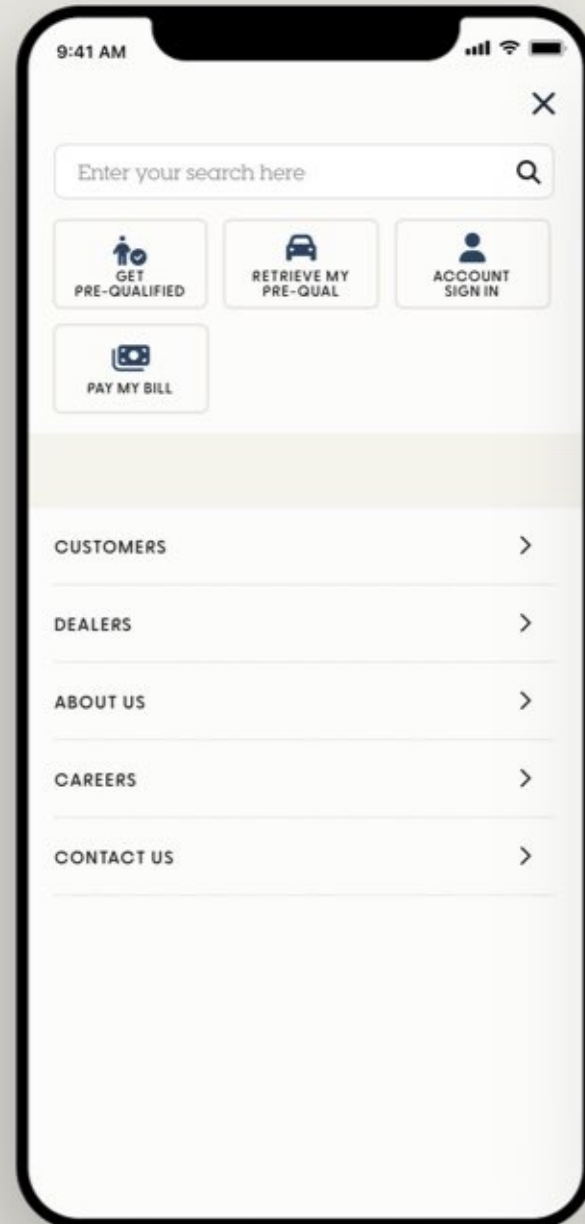 9:41 AM
Enter your search here
GET
PRE-QUALIFIED
RETRIEVE MY
PRE-QUAL
ACCOUNT
SIGN IN
PAY MY BILL
CUSTOMERS
DEALERS
ABOUT US
CAREERS
CONTACT US